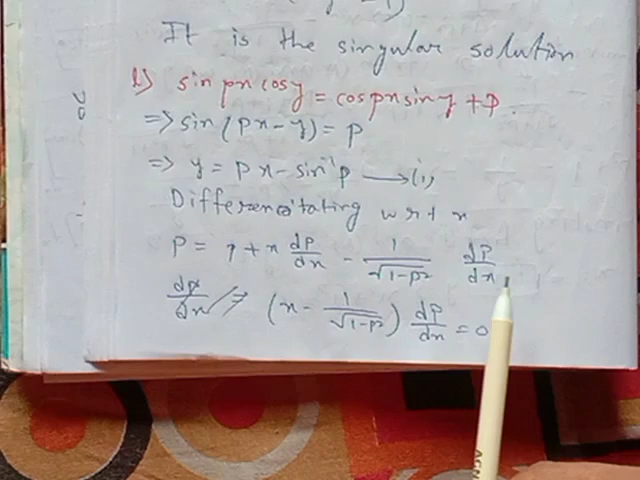 It is the singular solution
sin px cos y = cos px sin y + p
⇒ sin (px - y) = p
⇒ y = px - sin⁻¹p ⟶ (i)
Differentiating w r t x
p = p + x dp/dx - 1/√1-p² dp/dx
⇒ (x - 1/√1-p²) dp/dx = 0